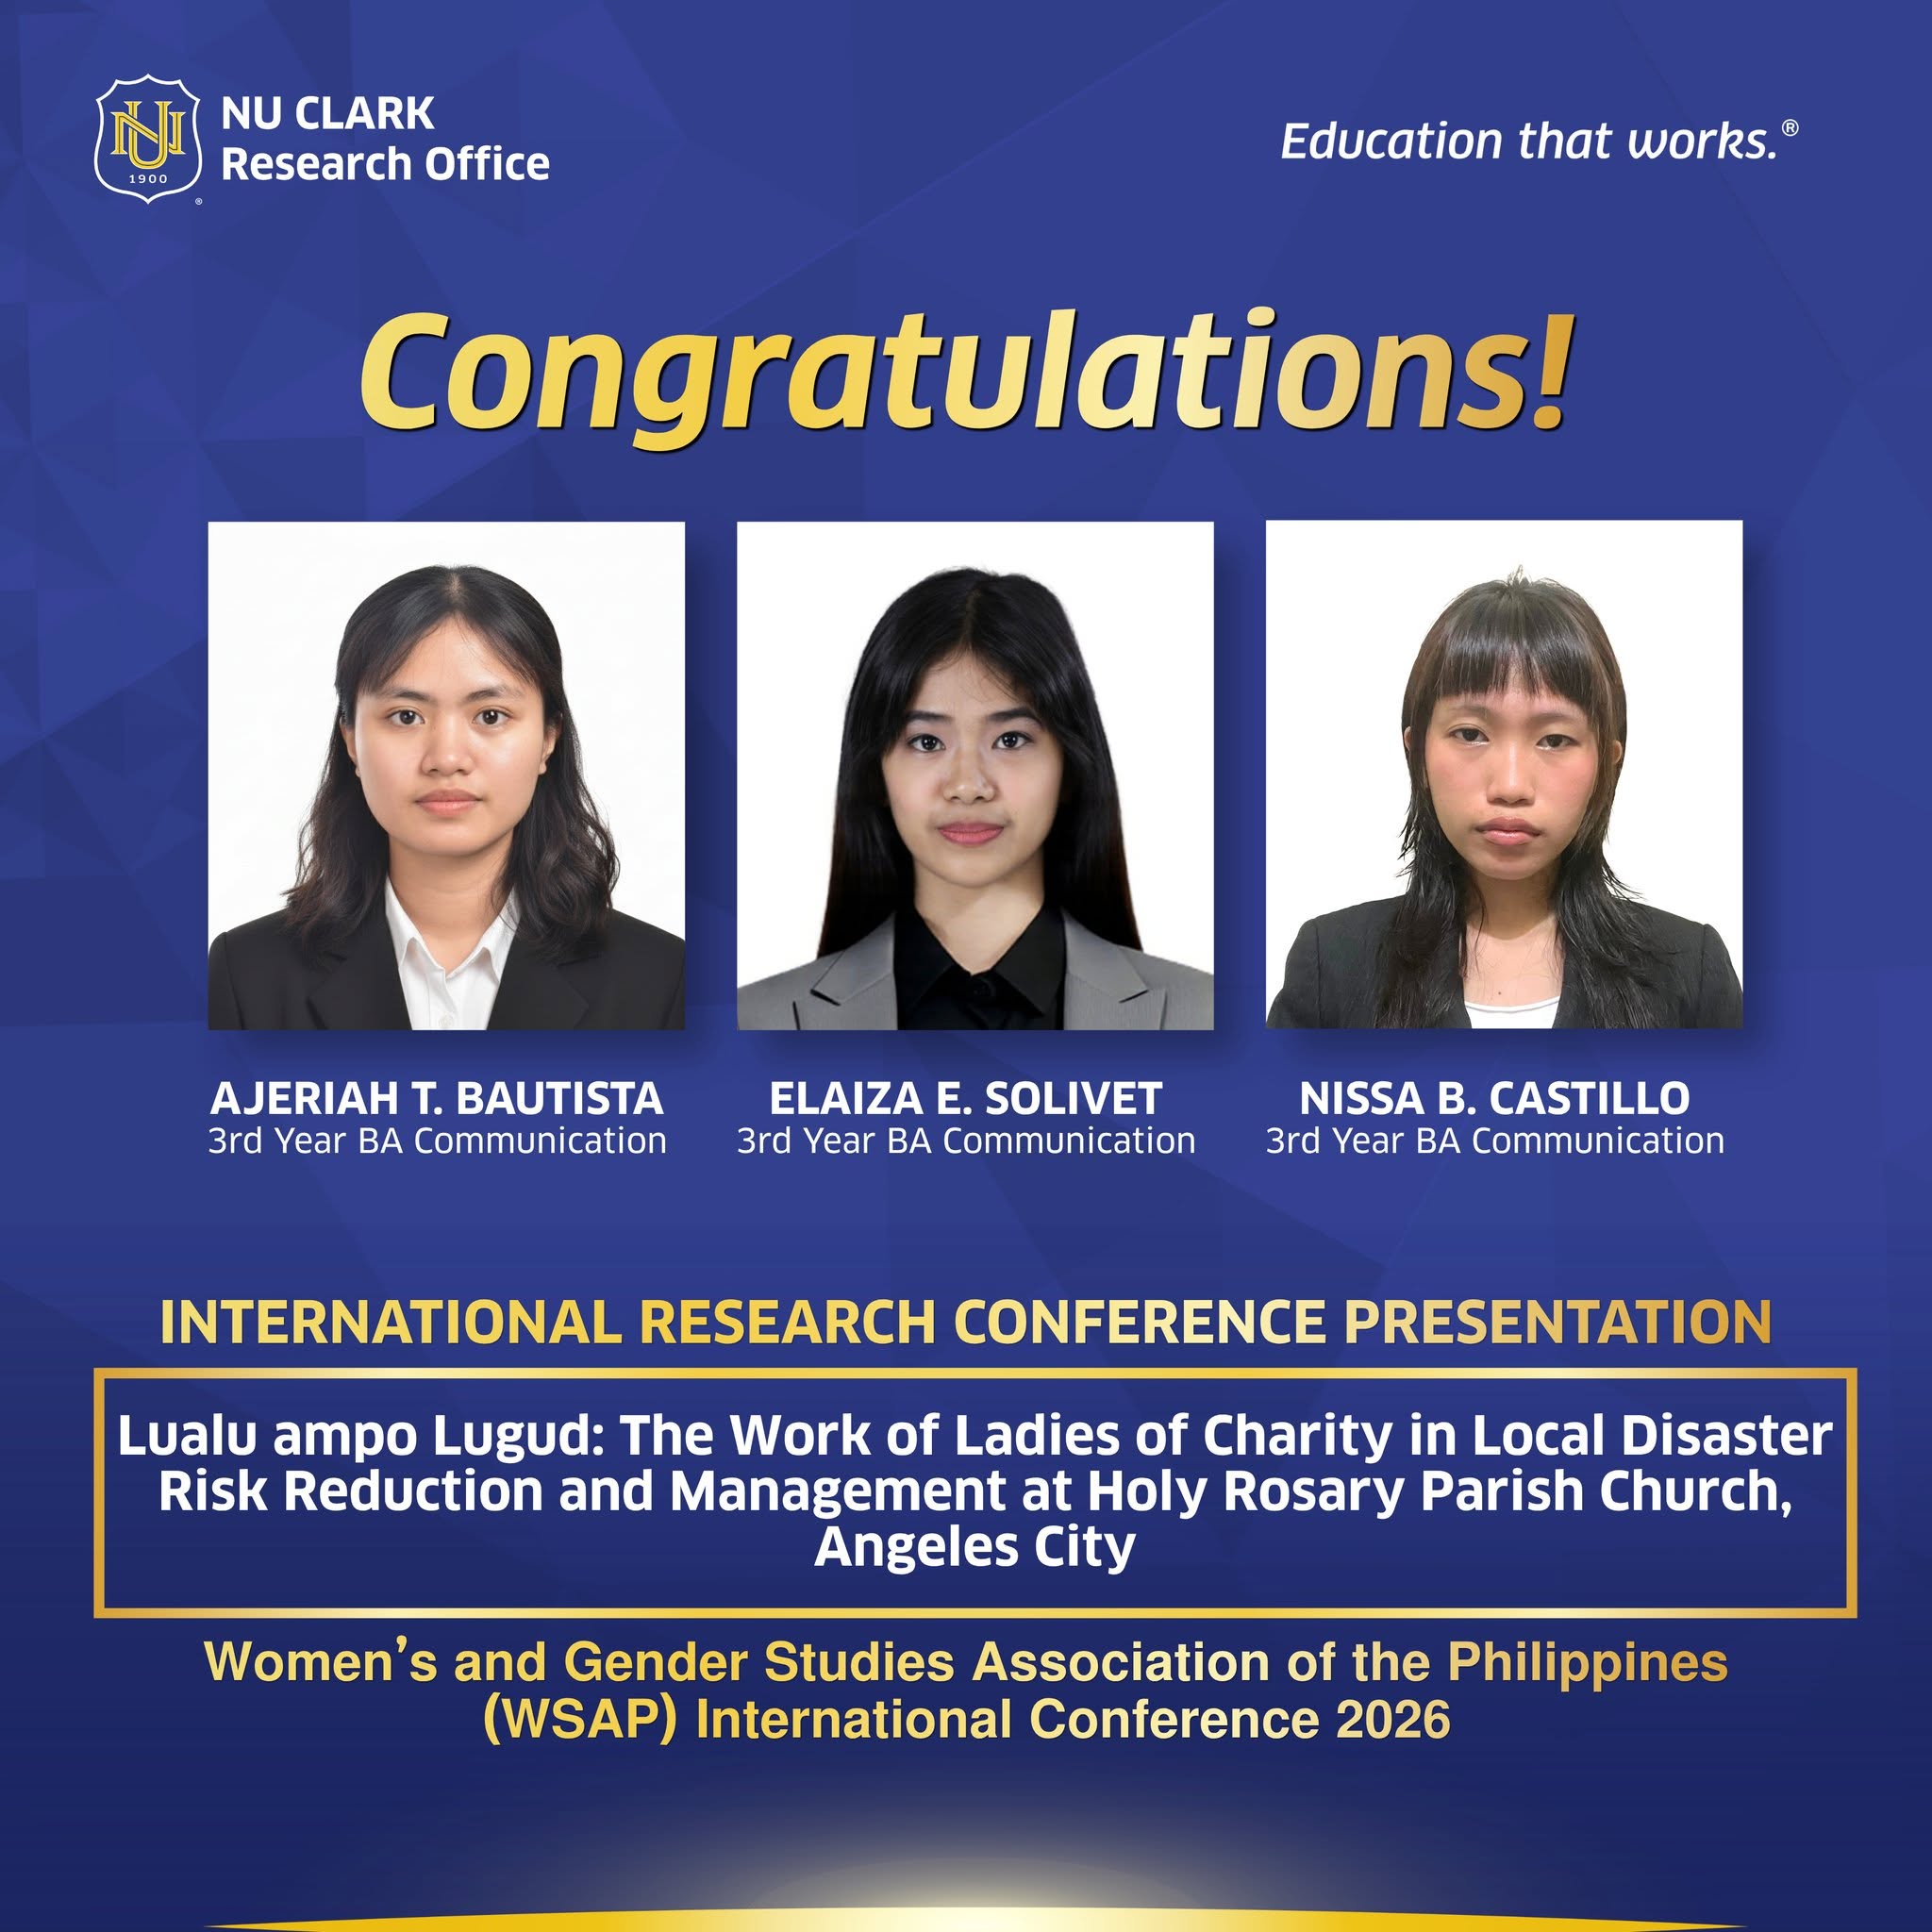 NU
1900
®
NU CLARK
Research Office
Education that works.®
Congratulations!
AJERIAH T. BAUTISTA
3rd Year BA Communication
ELAIZA E. SOLIVET
3rd Year BA Communication
NISSA B. CASTILLO
3rd Year BA Communication
INTERNATIONAL RESEARCH CONFERENCE PRESENTATION
Lualu ampo Lugud: The Work of Ladies of Charity in Local Disaster
Risk Reduction and Management at Holy Rosary Parish Church,
Angeles City
Women’s and Gender Studies Association of the Philippines
(WSAP) International Conference 2026